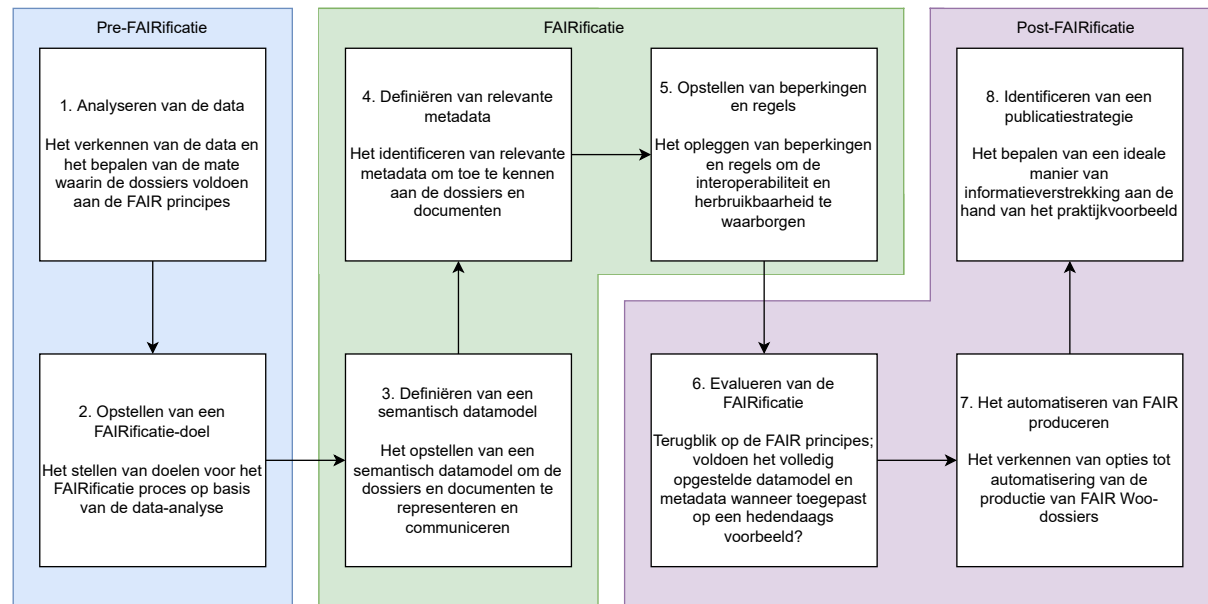 Pre-FAIRificatie
1. Analyseren van de data
Het verkennen van de data en
het bepalen van de mate
waarin de dossiers voldoen
aan de FAIR principes
2. Opstellen van een
FAIRificatie-doel
Het stellen van doelen voor het
FAIRificatie proces op basis
van de data-analyse
FAIRificatie
3. Definiëren van een
semantisch datamodel
Het opstellen van een
semantisch datamodel om de
dossiers en documenten te
representeren en
communiceren
4. Definiëren van relevante
metadata
Het identificeren van relevante
metadata om toe te kennen
aan de dossiers en
documenten
5. Opstellen van beperkingen
en regels
Het opleggen van beperkingen
en regels om de
interoperabiliteit en
herbruikbaarheid te
waarborgen
Post-FAIRificatie
6. Evalueren van de
FAIRificatie
Terugblik op de FAIR principes;
voldoen het volledig
opgestelde datamodel en
metadata wanneer toegepast
op een hedendaags
voorbeeld?
7. Het automatiseren van FAIR
produceren
Het verkennen van opties tot
automatisering van de
productie van FAIR Woo-
dossiers
8. Identificeren van een
publicatiestrategie
Het bepalen van een ideale
manier van
informatieverstrekking aan de
hand van het praktijkvoorbeeld